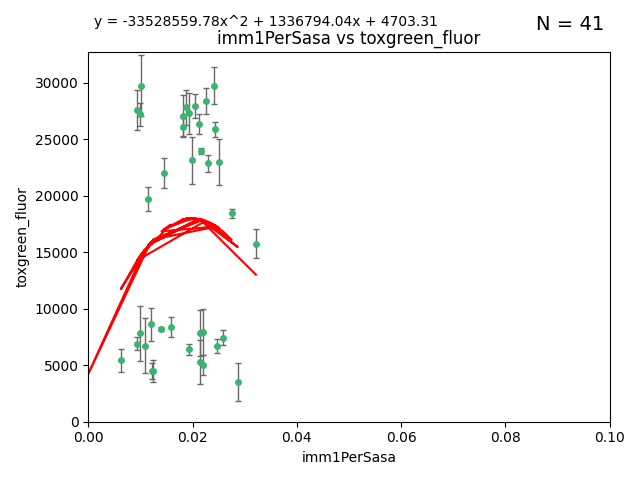 y = -33528559.78x^2 + 1336794.04x + 4703.31
N = 41
imm1PerSasa vs toxgreen_fluor
30000
25000
20000
15000
10000
5000
0
toxgreen_fluor
0.00 0.02 0.04 0.06 0.08 0.10
imm1PerSasa